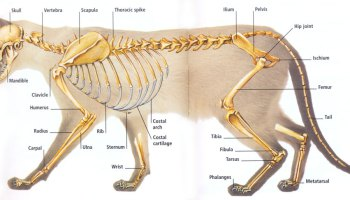 Skull
Vertebra
Scapula
Thoracic spike
Ilium
Pelvis
Hip joint
Mandible
Ischium
Clavicle
Humerus
Femur
Radius
Rib
Costal
arch
Tail
Carpal
Ulna
Sternum
Costal
cartilage
Tibia
Fibula
Tarsus
Wrist
Phalanges
Metatarsal